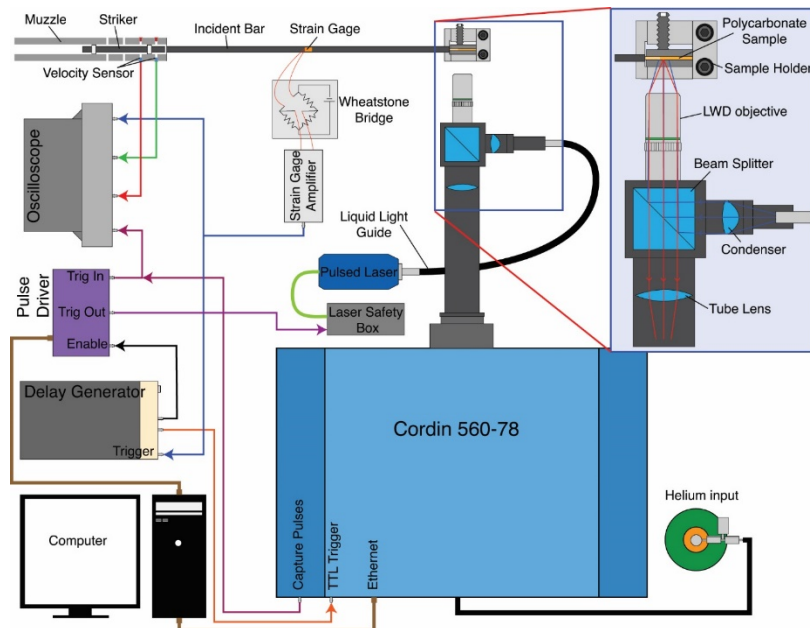 Muzzle
Striker
Incident Bar
Strain Gage
Velocity Sensor
Wheatstone
Bridge
Oscilloscope
Strain Gage
Amplifier
Liquid Light
Guide
Pulse
Driver
Trig In
Trig Out
Enable
Pulsed Laser
Laser Safety
Box
Delay Generator
Trigger
Cordin 560-78
Computer
Capture Pulses
TTL Trigger
Ethernet
Helium input
Polycarbonate
Sample
Sample Holder
LWD objective
Beam Splitter
Condenser
Tube Lens